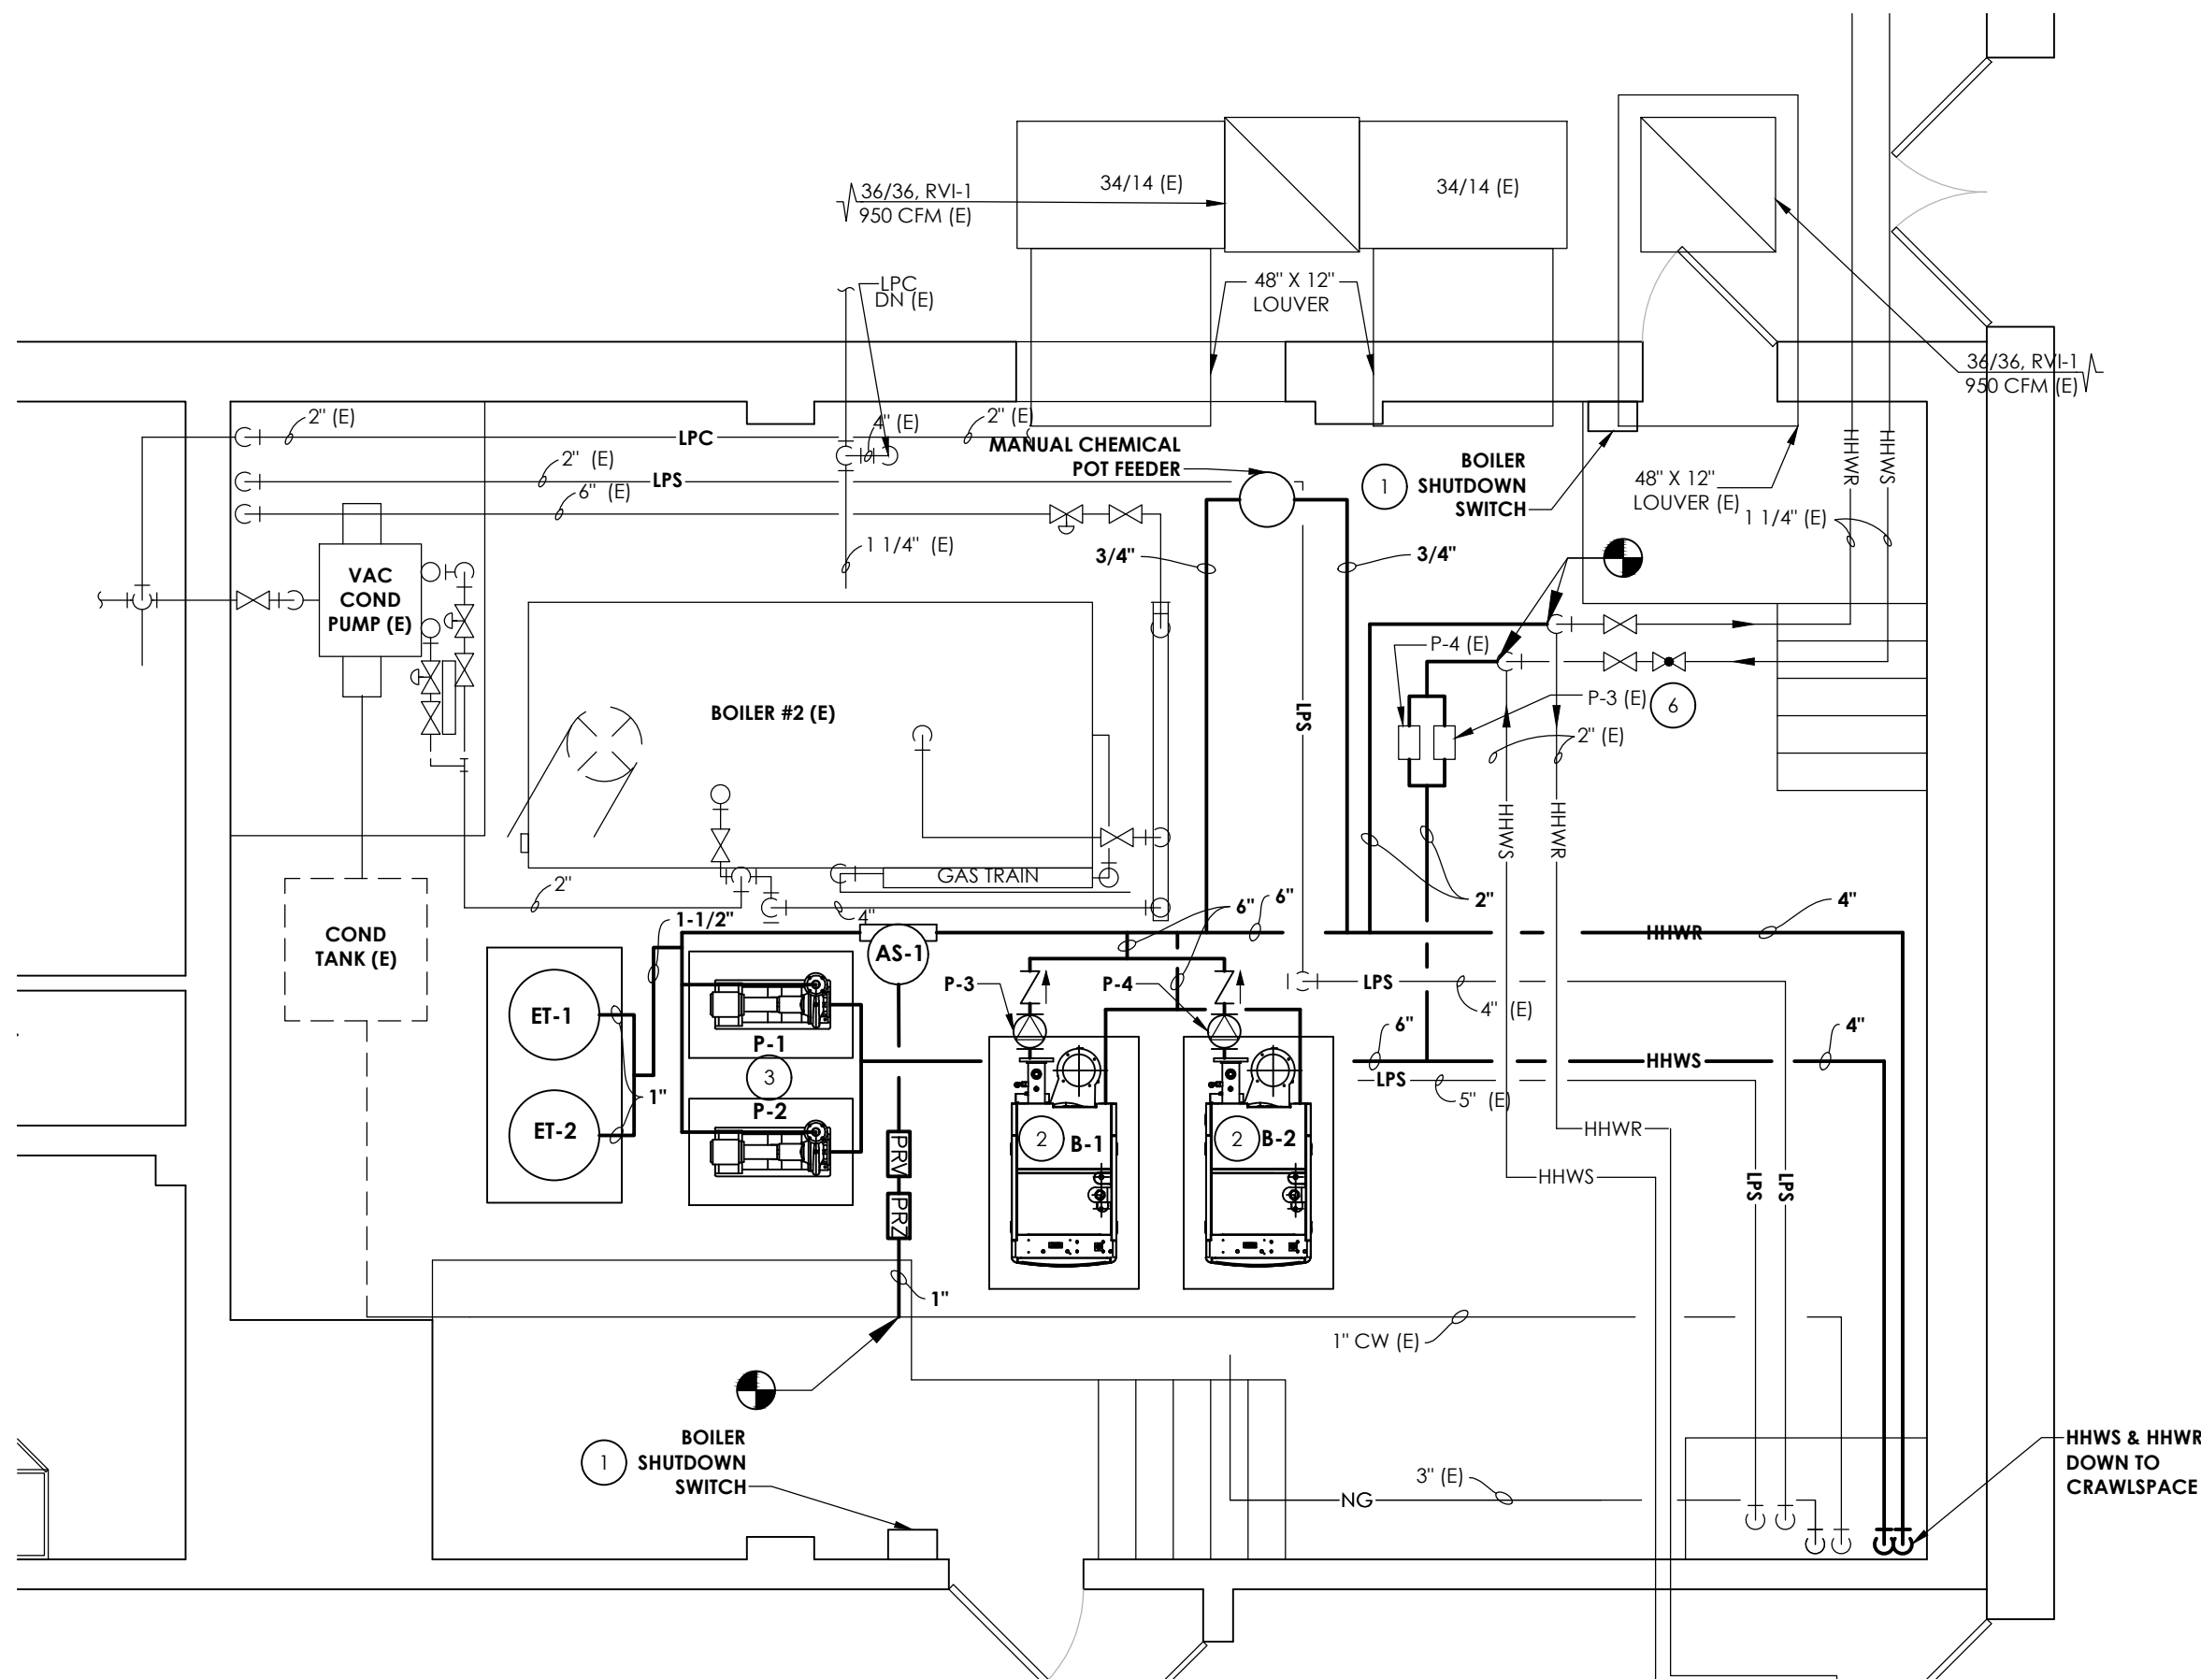 36/36, RVI-1
950 CFM (E)
34/14 (E)
34/14 (E)
LPC
DN (E)
48" X 12"
LOUVER
36/36, RVI-1
950 CFM (E)
2" (E)
LPC
4" (E)
2" (E)
MANUAL CHEMICAL
POT FEEDER
2" (E)
LPS
6" (E)
1
BOILER
SHUTDOWN
SWITCH
48" X 12"
LOUVER (E)
HHWR
HHWS
1 1/4" (E)
1 1/4" (E)
3/4"
3/4"
VAC
COND
PUMP (E)
P-4 (E)
P-3 (E)
6
BOILER #2 (E)
LPS
2" (E)
HHWS
HHWR
GAS TRAIN
2"
4"
2"
4"
1-1/2"
6"
6"
COND
TANK (E)
AS-1
HHWR
P-3
P-4
LPS
4" (E)
ET-1
P-1
6"
4"
HHWS
3
LPS
5" (E)
1"
P-2
ET-2
2
B-1
2
B-2
HHWR
PRV
HHWS
LPS
LPS
PRZ
1"
1" CW (E)
1
BOILER
SHUTDOWN
SWITCH
3" (E)
NG
HHWS & HHWR
DOWN TO
CRAWLSPACE